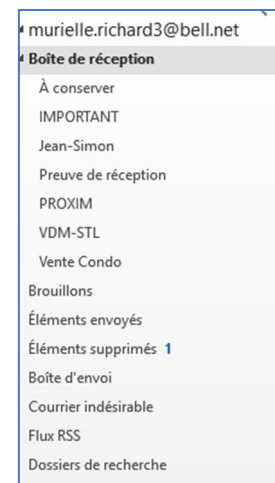 murielle.richard3@bell.net
Boîte de réception
À conserver
IMPORTANT
Jean-Simon
Preuve de réception
PROXIM
VDM-STL
Vente Condo
Brouillons
Éléments envoyés
Éléments supprimés 1
Boîte d'envoi
Courrier indésirable
Flux RSS
Dossiers de recherche